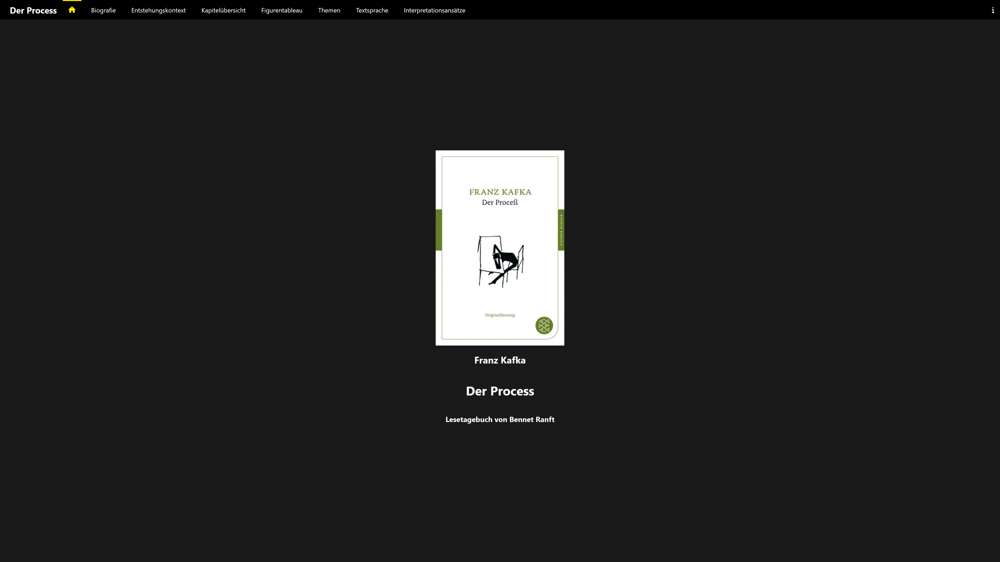 Der Process
Biografie
Entstehungskontext
Kapitelübersicht
Figurentableau
Themen
Textsprache
Interpretationsansätze
i
FRANZ KAFKA
Der Proceß
FISCHER KLASSIK
Originalfassung
Franz Kafka
Der Process
Lesetagebuch von Bennet Ranft